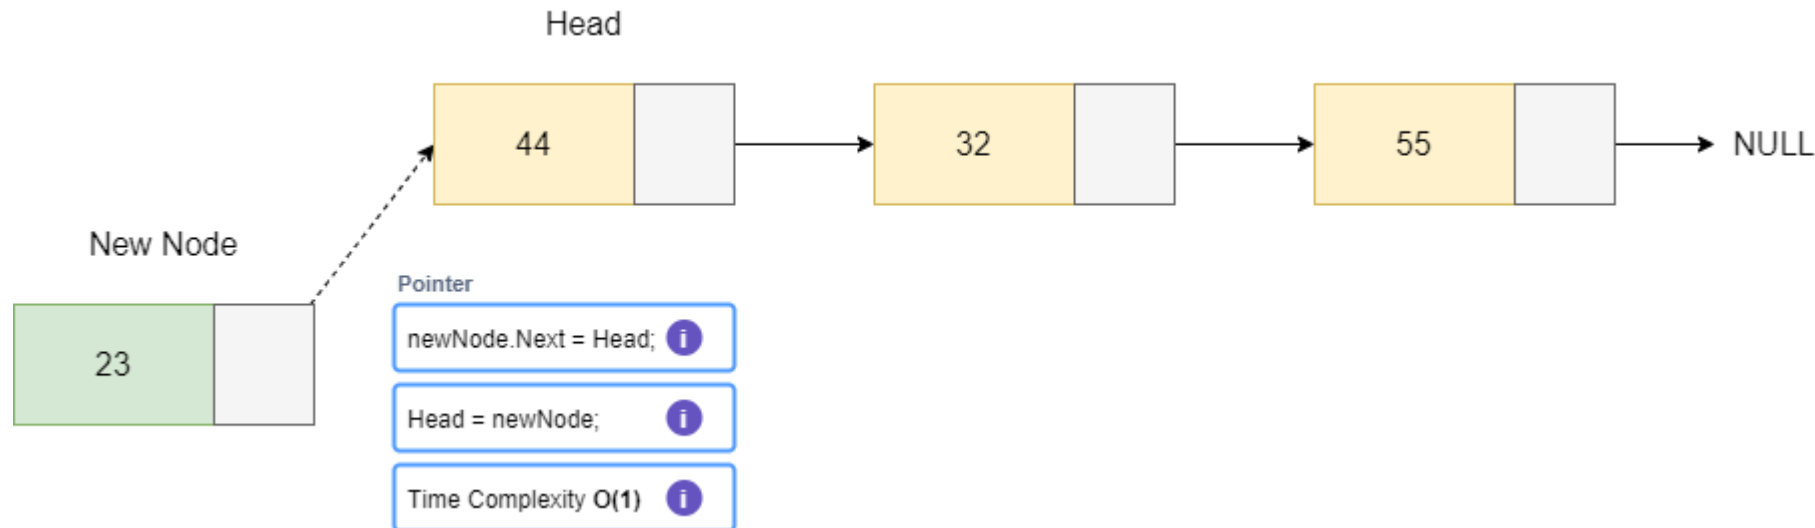 Head
44
32
55
NULL
New Node
23
Pointer
newNode.Next = Head; i
Head = newNode; i
Time Complexity O(1) i